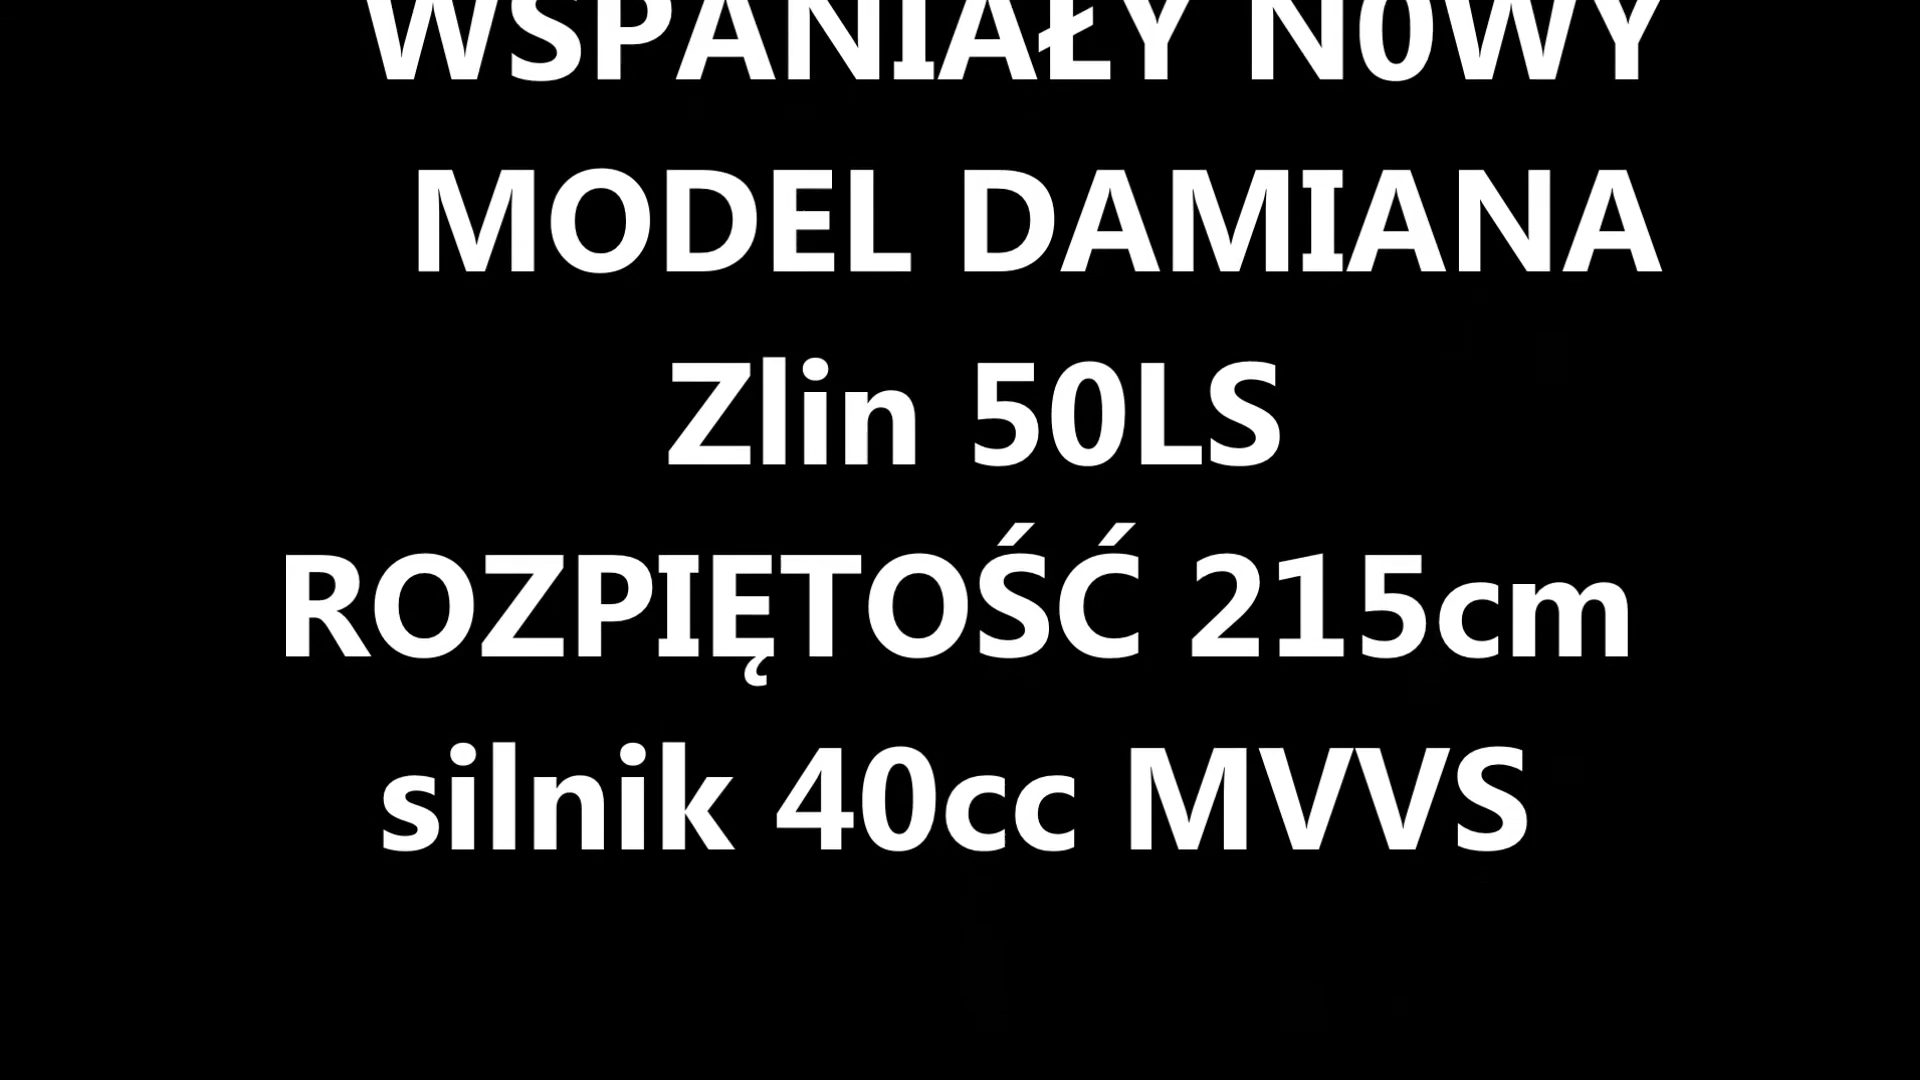 WSPANIAŁY N0WY
MODEL DAMIANA
Zlin 50LS
ROZPIĘTOŚĆ 215cm
silnik 40cc MVVS